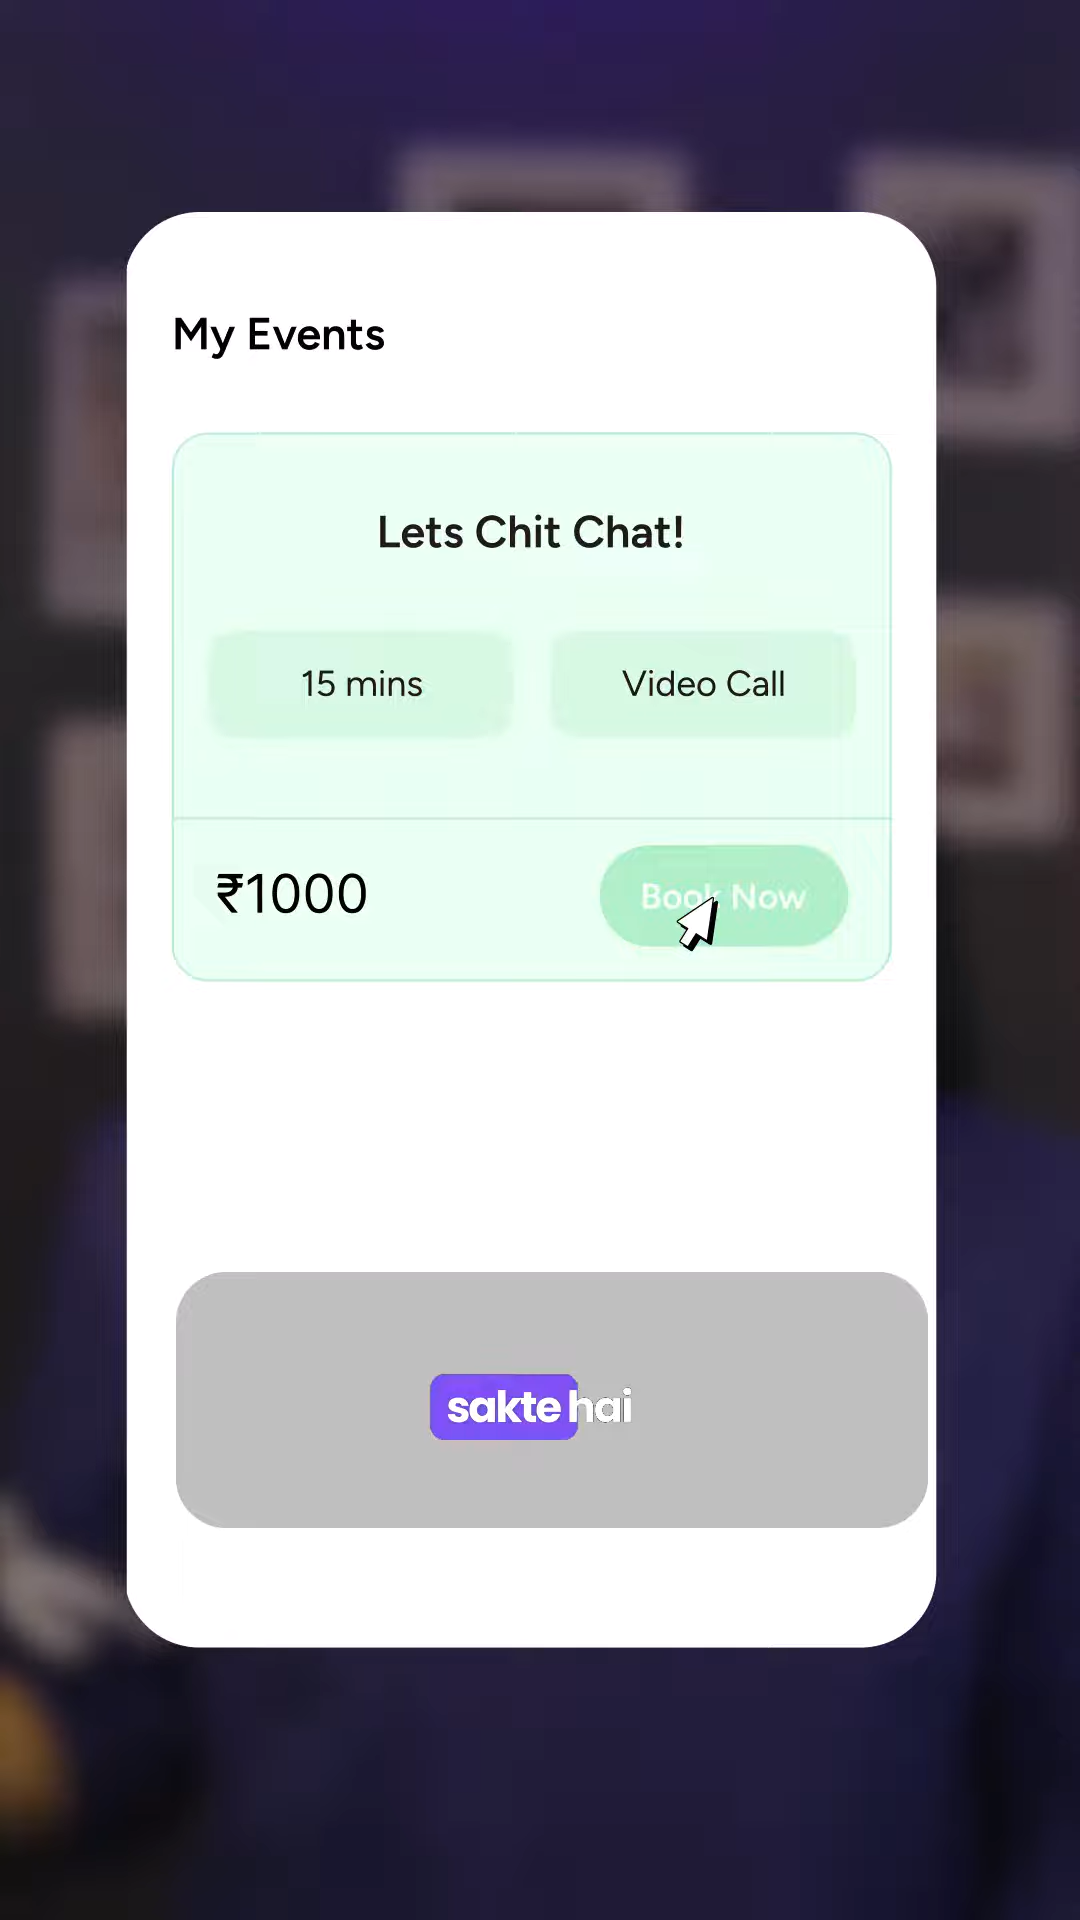 My Events
Lets Chit Chat!
15 mins
Video Call
₹1000
Book Now
sakte hai